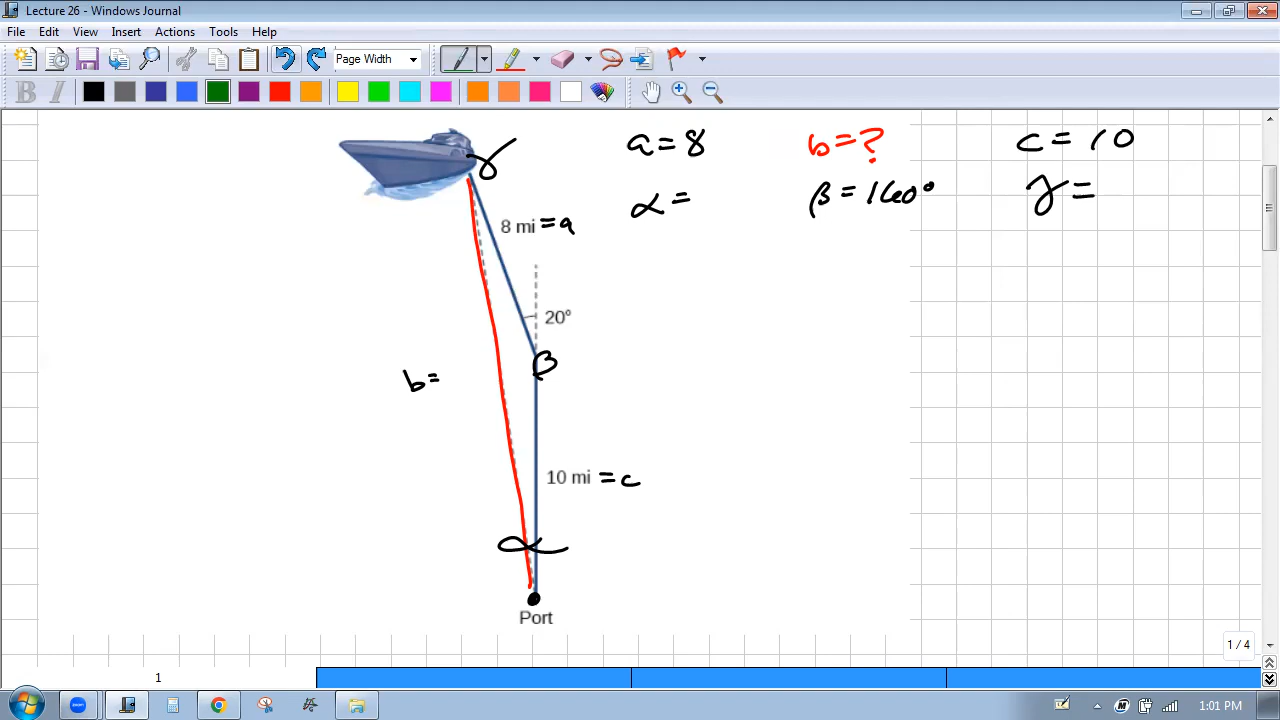 Lecture 26 - Windows Journal
File Edit View Insert Actions Tools Help
Page Width
B I
γ
a = 8 b = ? c = 10
α = β = 160° γ =
8 mi = a
20°
β
b =
10 mi = c
α
Port
1 / 4
1
1:01 PM